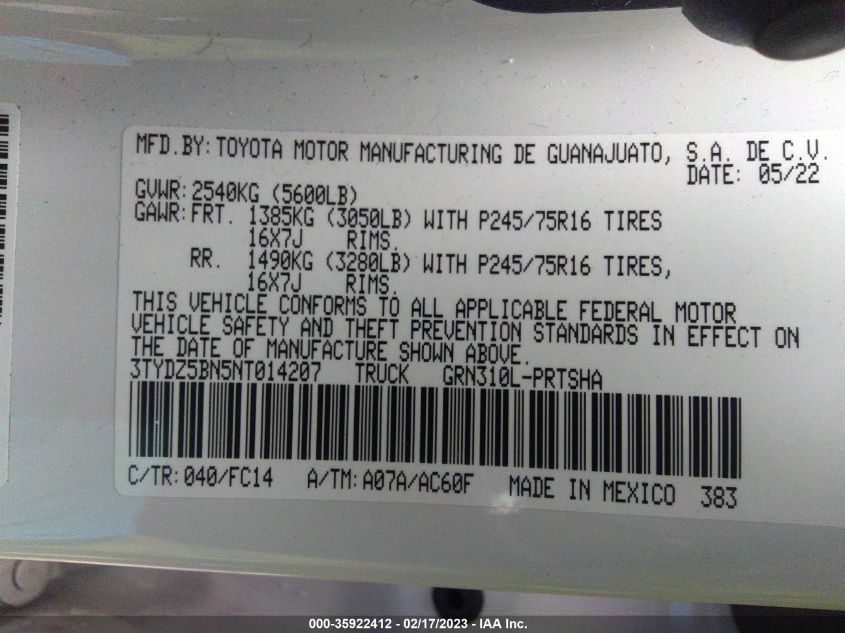 MFD.BY: TOYOTA MOTOR MANUFACTURING DE GUANAJUATO, S.A. DE C.V.
DATE: 05/22
GVWR: 2540KG (5600LB)
GAWR: FRT. 1385KG (3050LB) WITH P245/75R16 TIRES
16X7J RIMS.
RR. 1490KG (3280LB) WITH P245/75R16 TIRES,
16X7J RIMS.
THIS VEHICLE CONFORMS TO ALL APPLICABLE FEDERAL MOTOR
VEHICLE SAFETY AND THEFT PREVENTION STANDARDS IN EFFECT ON
THE DATE OF MANUFACTURE SHOWN ABOVE.
3TYDZ5BN5NT014207 TRUCK GRN310L-PRTSHA
C/TR: 040/FC14 A/TM: A07A/AC60F MADE IN MEXICO 383
000-35922412 - 02/17/2023 - IAA Inc.